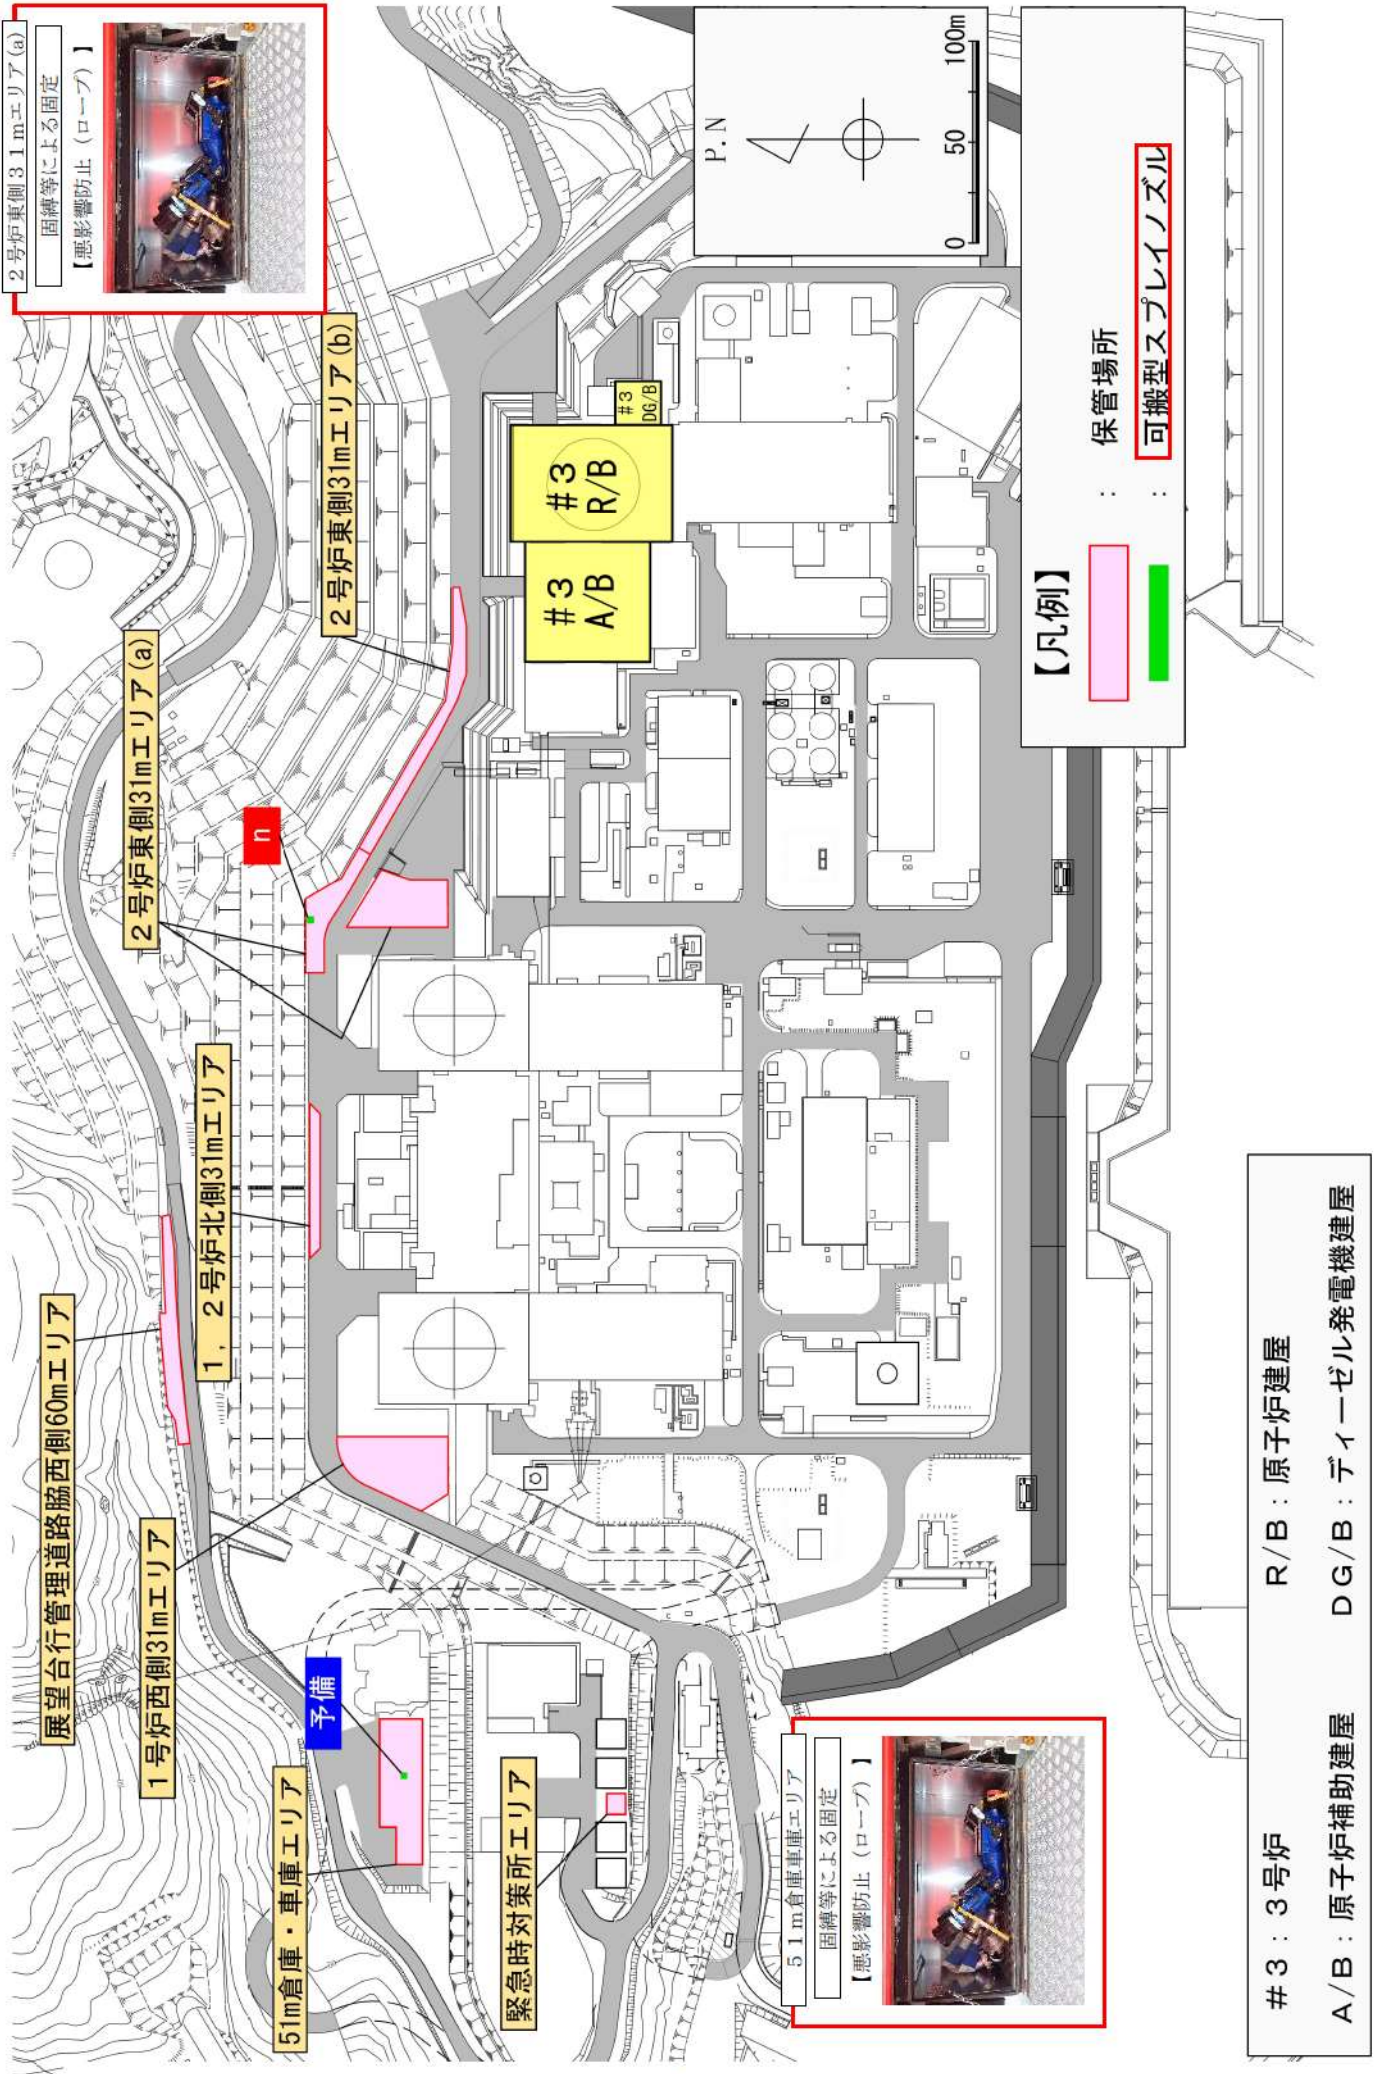 2号炉東側31mエリア(a)
固縛等による固定
【悪影響防止（ロープ）】
2号炉東側31mエリア(b)
2号炉東側31mエリア(a)
n
1，2号炉北側31mエリア
展望台行管理道路脇西側60mエリア
1号炉西側31mエリア
予備
51m倉庫・車庫エリア
緊急時対策所エリア
51m倉庫車庫エリア
固縛等による固定
【悪影響防止（ロープ）】
#3
R/B
#3
A/B
#3
DG/B
P.N
0 50 100m
【凡例】
： 保管場所
： 可搬型スプレイノズル
#3：3号炉 R/B：原子炉建屋
A/B：原子炉補助建屋 DG/B：ディーゼル発電機建屋